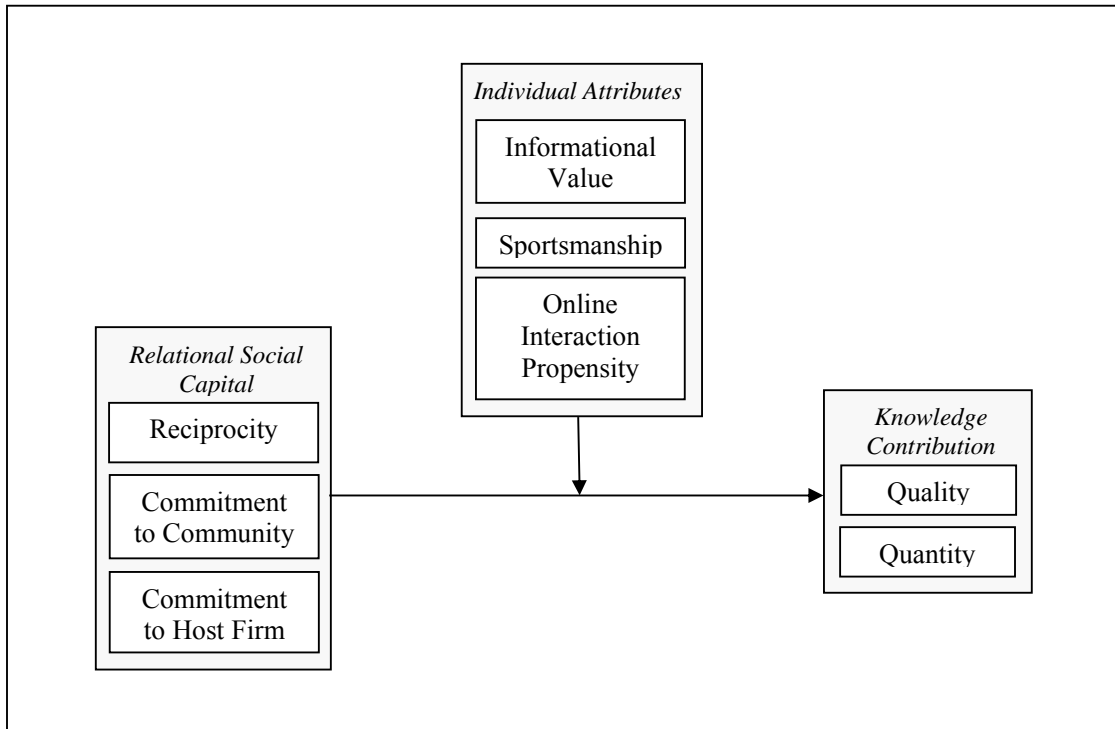 Individual Attributes
Informational
Value
Sportsmanship
Online
Interaction
Propensity
Relational Social
Capital
Reciprocity
Commitment
to Community
Commitment
to Host Firm
Knowledge
Contribution
Quality
Quantity